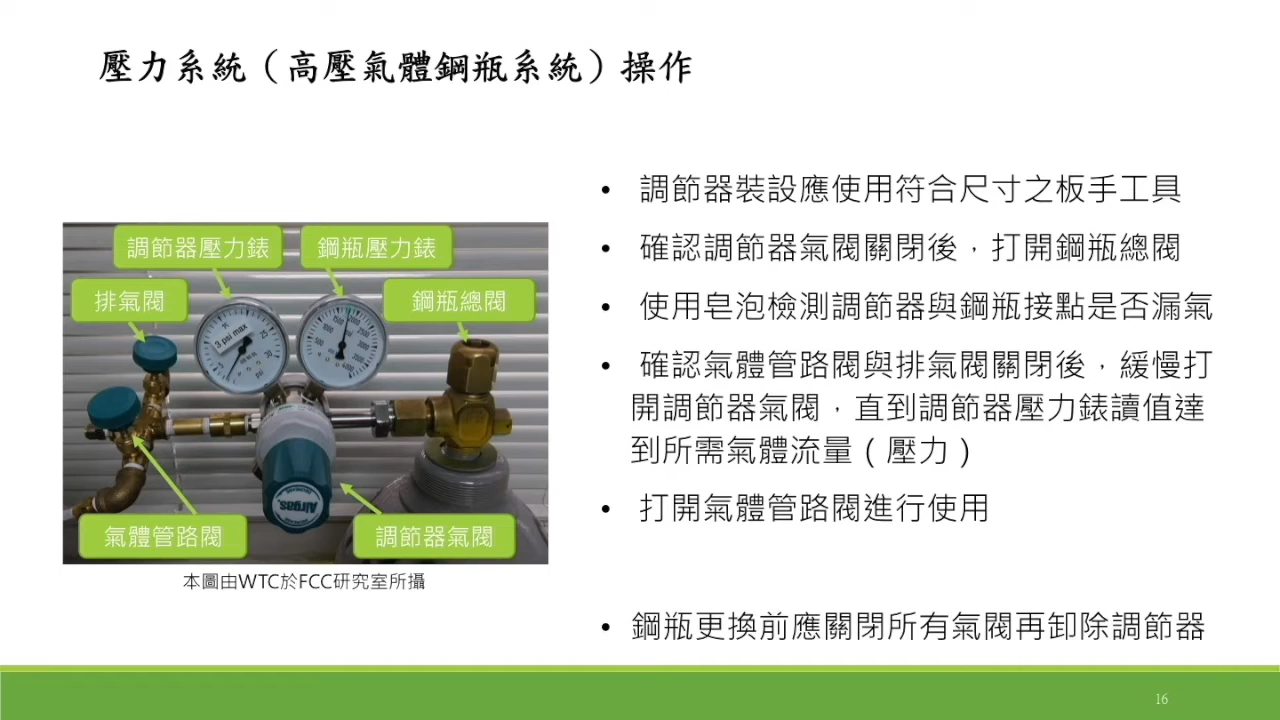 壓力系統（高壓氣體鋼瓶系統）操作
調節器壓力錶
鋼瓶壓力錶
排氣閥
鋼瓶總閥
3 psi max
Airgas
氣體管路閥
調節器氣閥
本圖由WTC於FCC研究室所攝
• 調節器裝設應使用符合尺寸之板手工具
• 確認調節器氣閥關閉後，打開鋼瓶總閥
• 使用皂泡檢測調節器與鋼瓶接點是否漏氣
• 確認氣體管路閥與排氣閥關閉後，緩慢打
開調節器氣閥，直到調節器壓力錶讀值達
到所需氣體流量（壓力）
• 打開氣體管路閥進行使用
• 鋼瓶更換前應關閉所有氣閥再卸除調節器
16